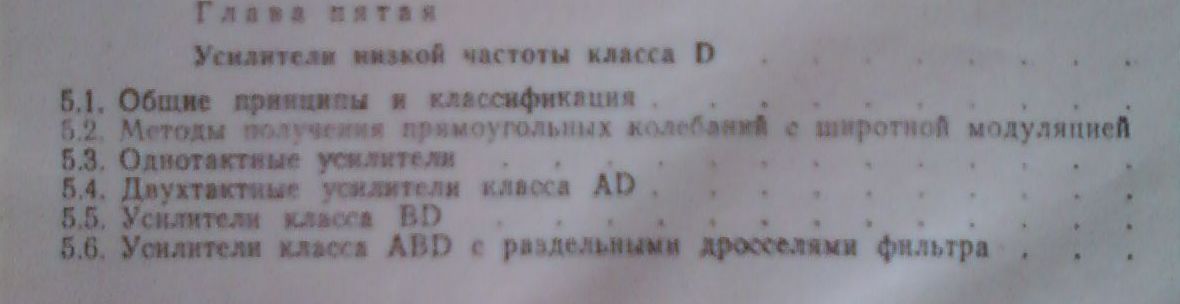 Глава пятая
Усилители низкой частоты класса D . . . . . . .
5.1. Общие принципы и классификация . . . . . . . . . . . . . .
5.2. Методы получения прямоугольных колебаний с широтной модуляцией
5.3. Однотактные усилители . . . . . . . . . . . . . . . . . .
5.4. Двухтактные усилители класса AD . . . . . . . . . . . . . .
5.5. Усилители класса BD . . . . . . . . . . . . . . . . . .
5.6. Усилители класса ABD с раздельными дросселями фильтра . . . .